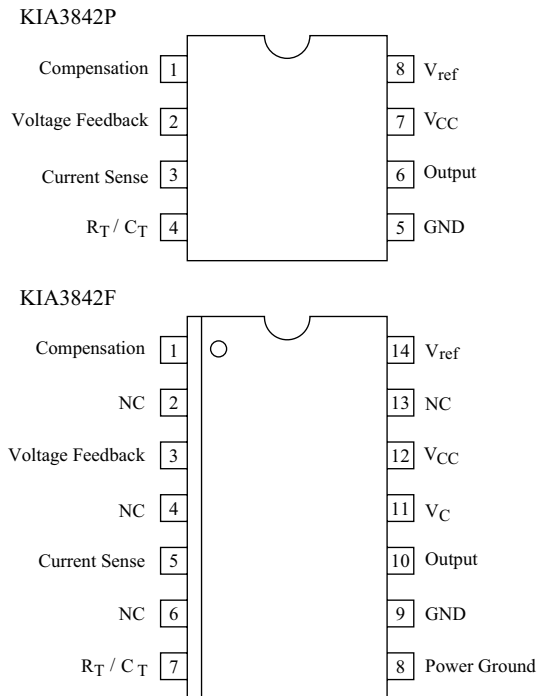 KIA3842P
Compensation 1 8 Vref
Voltage Feedback 2 7 VCC
Current Sense 3 6 Output
RT / CT 4 5 GND
KIA3842F
Compensation 1 14 Vref
NC 2 13 NC
Voltage Feedback 3 12 VCC
NC 4 11 VC
Current Sense 5 10 Output
NC 6 9 GND
RT / CT 7 8 Power Ground